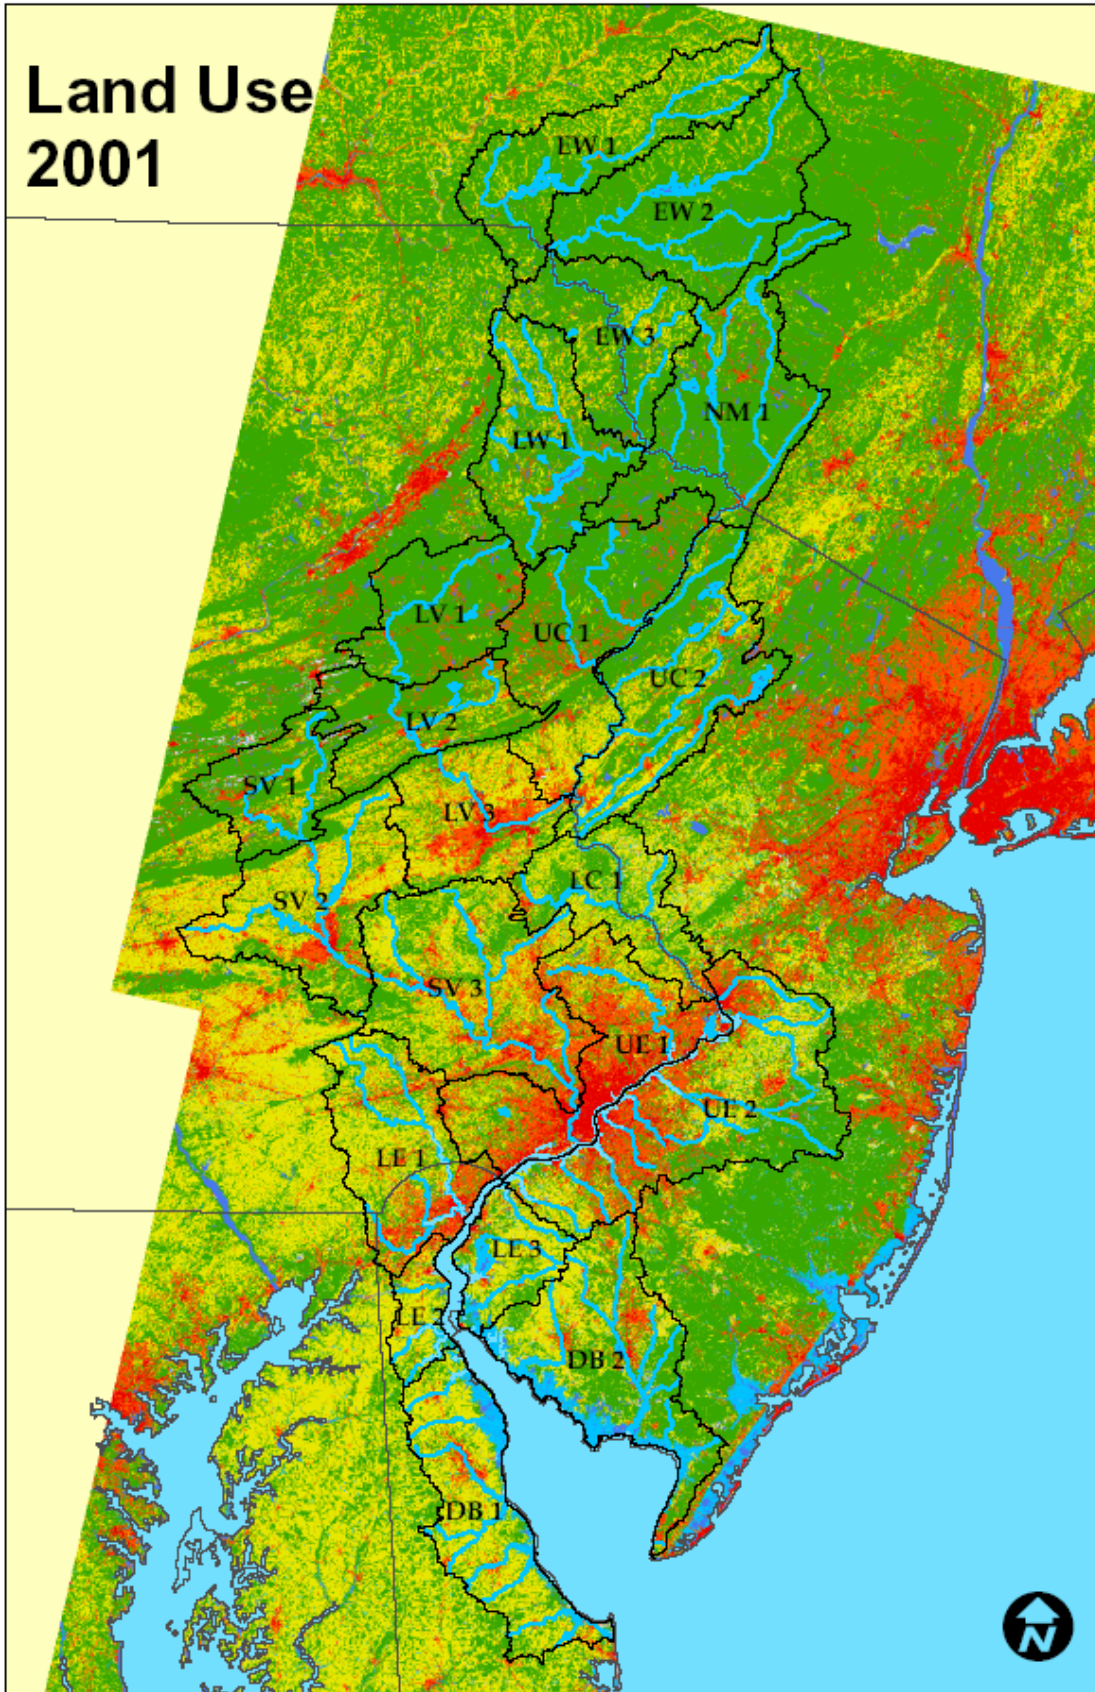 Land Use
2001
EW 1
EW 2
EW 3
NM 1
LW 1
LV 1
UC 1
UC 2
LV 2
SV 1
LV 3
LC 1
SV 2
SV 3
UE 1
UE 2
LE 1
LE 3
LE 2
DB 2
DB 1
N